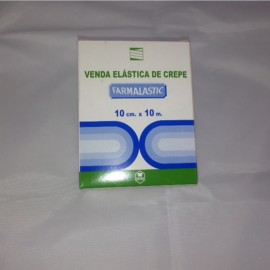 VENDA ELÁSTICA DE CREPE
FARMALASTIC
10 cm. x 10 m.